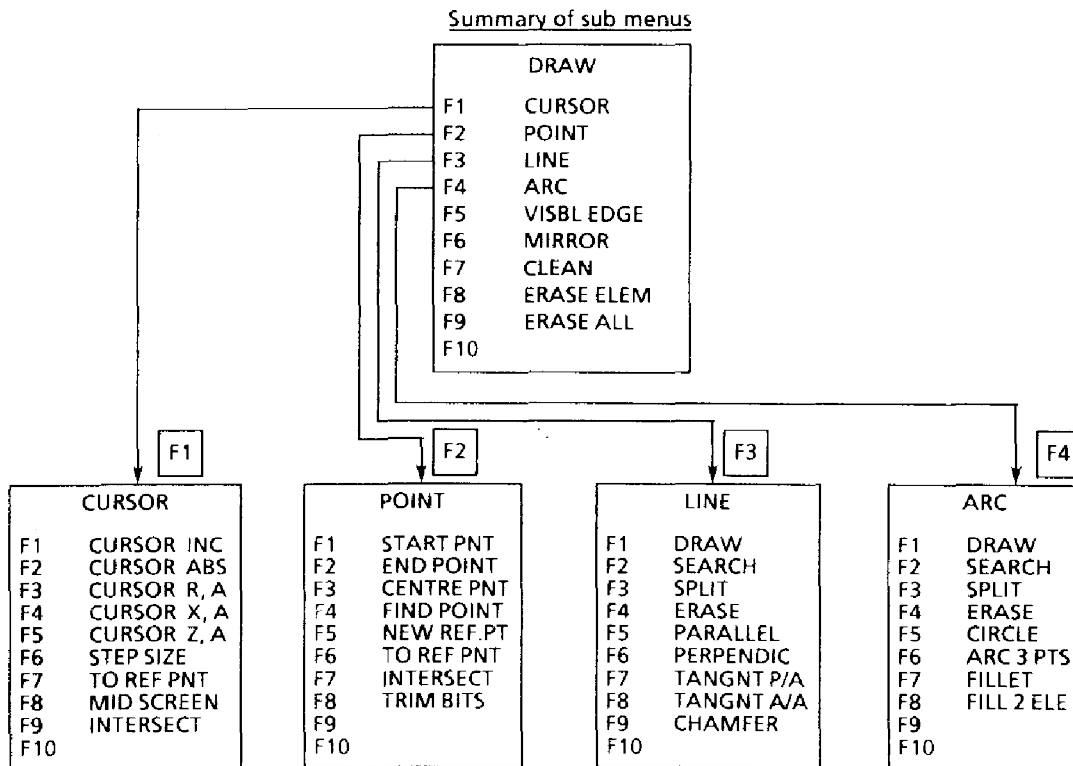 Summary of sub menus
DRAW
F1 CURSOR
F2 POINT
F3 LINE
F4 ARC
F5 VISBL EDGE
F6 MIRROR
F7 CLEAN
F8 ERASE ELEM
F9 ERASE ALL
F10
F1
F2
F3
F4
CURSOR
F1 CURSOR INC
F2 CURSOR ABS
F3 CURSOR R, A
F4 CURSOR X, A
F5 CURSOR Z, A
F6 STEP SIZE
F7 TO REF PNT
F8 MID SCREEN
F9 INTERSECT
F10
POINT
F1 START PNT
F2 END POINT
F3 CENTRE PNT
F4 FIND POINT
F5 NEW REF.PT
F6 TO REF PNT
F7 INTERSECT
F8 TRIM BITS
F9
F10
LINE
F1 DRAW
F2 SEARCH
F3 SPLIT
F4 ERASE
F5 PARALLEL
F6 PERPENDIC
F7 TANGNT P/A
F8 TANGNT A/A
F9 CHAMFER
F10
ARC
F1 DRAW
F2 SEARCH
F3 SPLIT
F4 ERASE
F5 CIRCLE
F6 ARC 3 PTS
F7 FILLET
F8 FILL 2 ELE
F9
F10